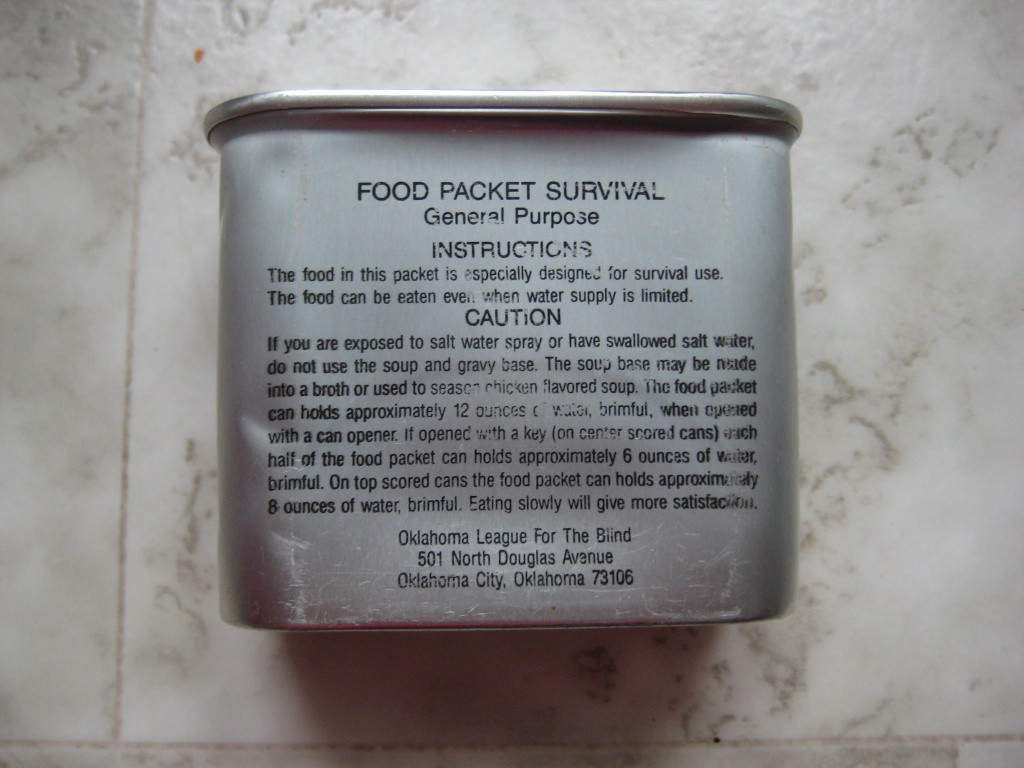 FOOD PACKET SURVIVAL
General Purpose
INSTRUCTIONS
The food in this packet is especially designed for survival use.
The food can be eaten even when water supply is limited.
CAUTION
If you are exposed to salt water spray or have swallowed salt water,
do not use the soup and gravy base. The soup base may be made
into a broth or used to season chicken flavored soup. The food packet
can holds approximately 12 ounces of water, brimful, when opened
with a can opener. If opened with a key (on center scored cans) each
half of the food packet can holds approximately 6 ounces of water,
brimful. On top scored cans the food packet can holds approximately
8 ounces of water, brimful. Eating slowly will give more satisfaction.
Oklahoma League For The Blind
501 North Douglas Avenue
Oklahoma City, Oklahoma 73106